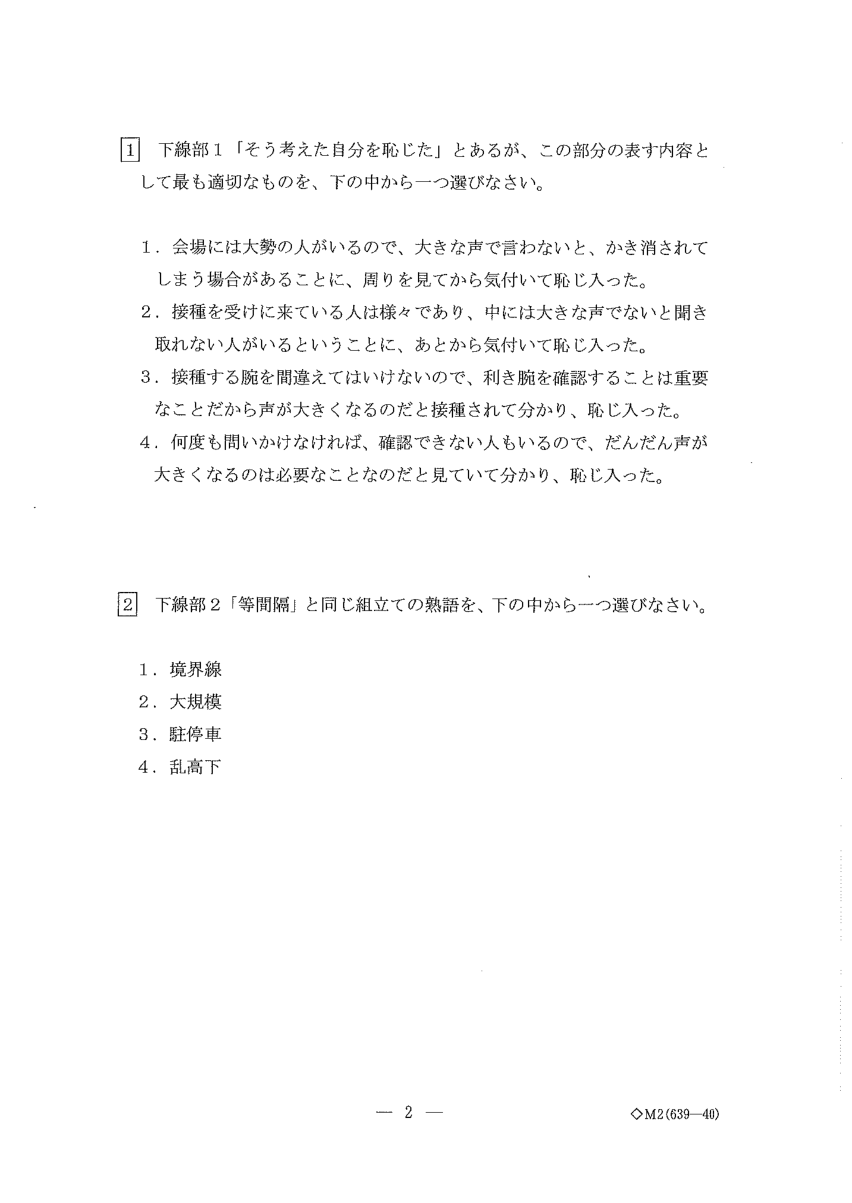 1 下線部１「そう考えた自分を恥じた」とあるが、この部分の表す内容と
して最も適切なものを、下の中から一つ選びなさい。
１．会場には大勢の人がいるので、大きな声で言わないと、かき消されて
しまう場合があることに、周りを見てから気付いて恥じ入った。
２．接種を受けに来ている人は様々であり、中には大きな声でないと聞き
取れない人がいるということに、あとから気付いて恥じ入った。
３．接種する腕を間違えてはいけないので、利き腕を確認することは重要
なことだから声が大きくなるのだと接種されて分かり、恥じ入った。
４．何度も問いかけなければ、確認できない人もいるので、だんだん声が
大きくなるのは必要なことなのだと見ていて分かり、恥じ入った。
2 下線部２「等間隔」と同じ組立ての熟語を、下の中から一つ選びなさい。
１．境界線
２．大規模
３．駐停車
４．乱高下
― 2 ―
◇M2(639―40)